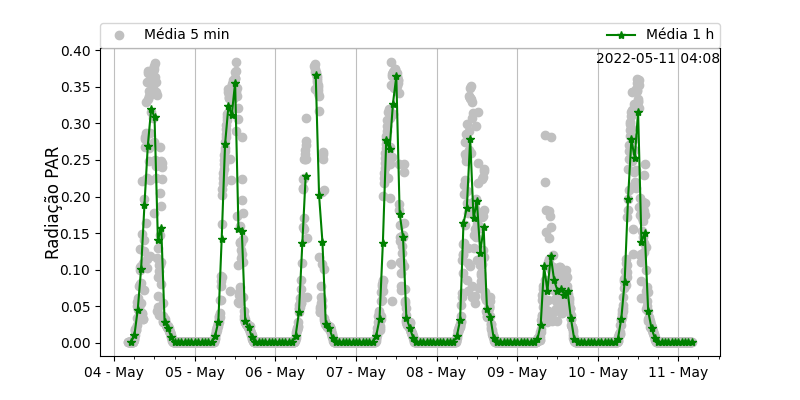 Média 5 min
Média 1 h
2022-05-11 04:08
Radiação PAR
0.40
0.35
0.30
0.25
0.20
0.15
0.10
0.05
0.00
04 - May
05 - May
06 - May
07 - May
08 - May
09 - May
10 - May
11 - May